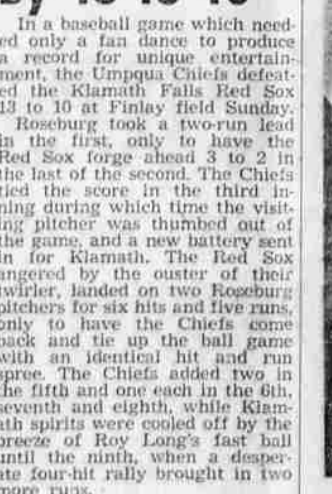 In a baseball game which need-
ed only a fan dance to produce
a record for unique entertain-
ment, the Umpqua Chiefs defeat-
ed the Klamath Falls Red Sox
13 to 10 at Finlay field Sunday.
Roseburg took a two-run lead
in the first, only to have the
Red Sox forge ahead 3 to 2 in
the last of the second. The Chiefs
tied the score in the third in-
ning during which time the visit-
ing pitcher was thumbed out of
the game, and a new battery sent
in for Klamath. The Red Sox
angered by the ouster of their
twirler, landed on two Roseburg
pitchers for six hits and five runs,
only to have the Chiefs come
back and tie up the ball game
with an identical hit and run
spree. The Chiefs added two in
the fifth and one each in the 6th,
seventh and eighth, while Klam-
ath spirits were cooled off by the
breeze of Roy Long's fast ball
until the ninth, when a desper-
ate four-hit rally brought in two
more runs.